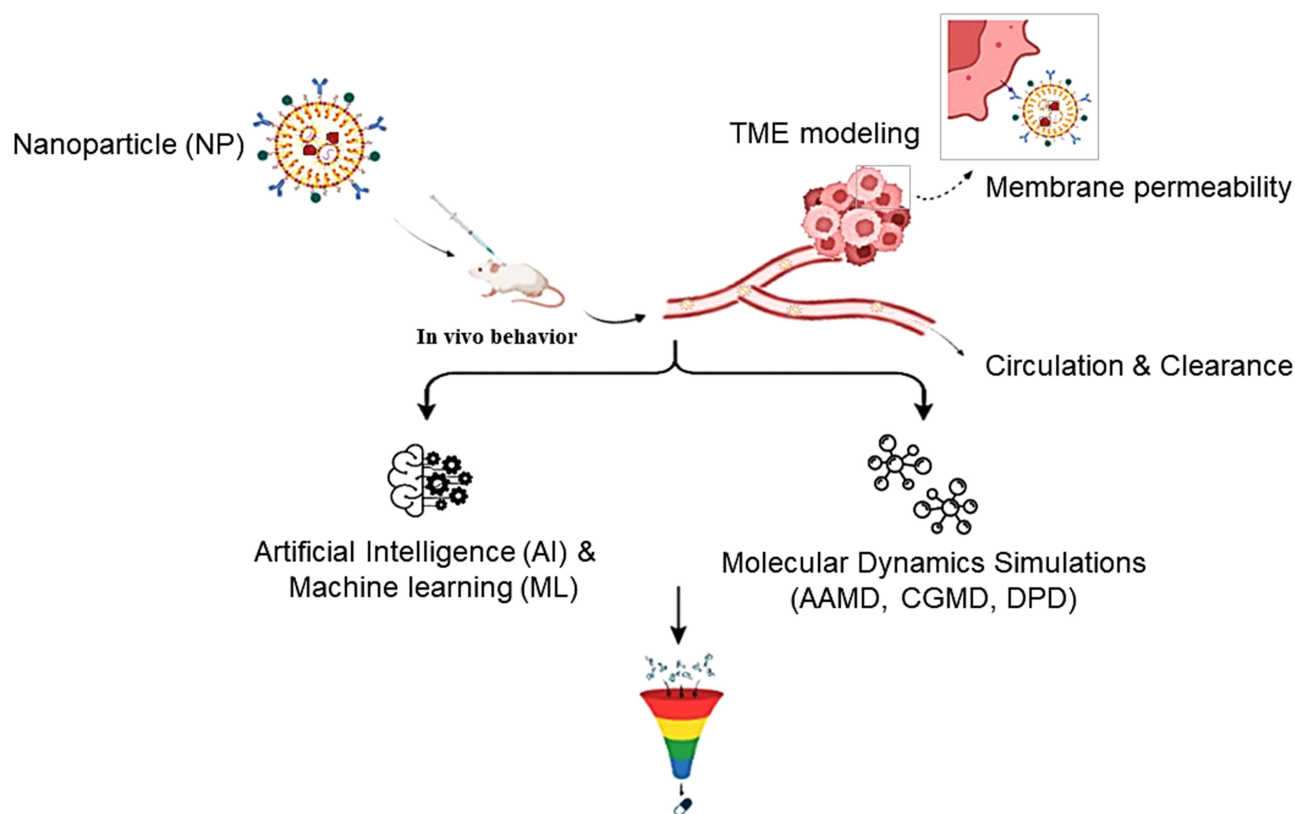 Nanoparticle (NP)
TME modeling
Membrane permeability
In vivo behavior
Circulation & Clearance
Artificial Intelligence (AI) &
Machine learning (ML)
Molecular Dynamics Simulations
(AAMD, CGMD, DPD)